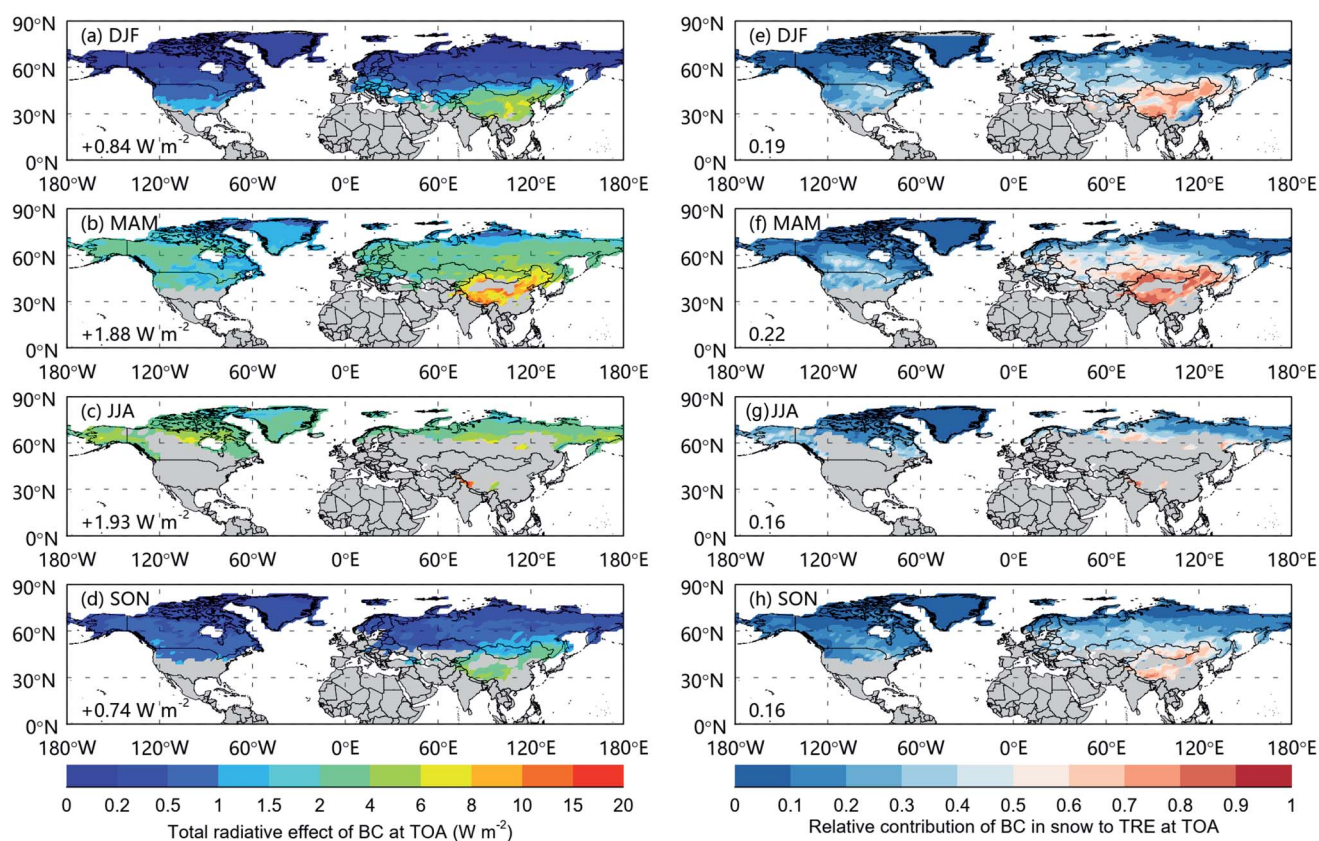 90°N (a) DJF
60°N
30°N
0°N +0.84 W m⁻²
180°W 120°W 60°W 0°E 60°E 120°E 180°E
90°N (b) MAM
60°N
30°N
0°N +1.88 W m⁻²
180°W 120°W 60°W 0°E 60°E 120°E 180°E
90°N (c) JJA
60°N
30°N
0°N +1.93 W m⁻²
180°W 120°W 60°W 0°E 60°E 120°E 180°E
90°N (d) SON
60°N
30°N
0°N +0.74 W m⁻²
180°W 120°W 60°W 0°E 60°E 120°E 180°E
0 0.2 0.5 1 1.5 2 4 6 8 10 15 20
Total radiative effect of BC at TOA (W m⁻²)
90°N (e) DJF
60°N
30°N
0°N 0.19
180°W 120°W 60°W 0°E 60°E 120°E 180°E
90°N (f) MAM
60°N
30°N
0°N 0.22
180°W 120°W 60°W 0°E 60°E 120°E 180°E
90°N (g) JJA
60°N
30°N
0°N 0.16
180°W 120°W 60°W 0°E 60°E 120°E 180°E
90°N (h) SON
60°N
30°N
0°N 0.16
180°W 120°W 60°W 0°E 60°E 120°E 180°E
0 0.1 0.2 0.3 0.4 0.5 0.6 0.7 0.8 0.9 1
Relative contribution of BC in snow to TRE at TOA